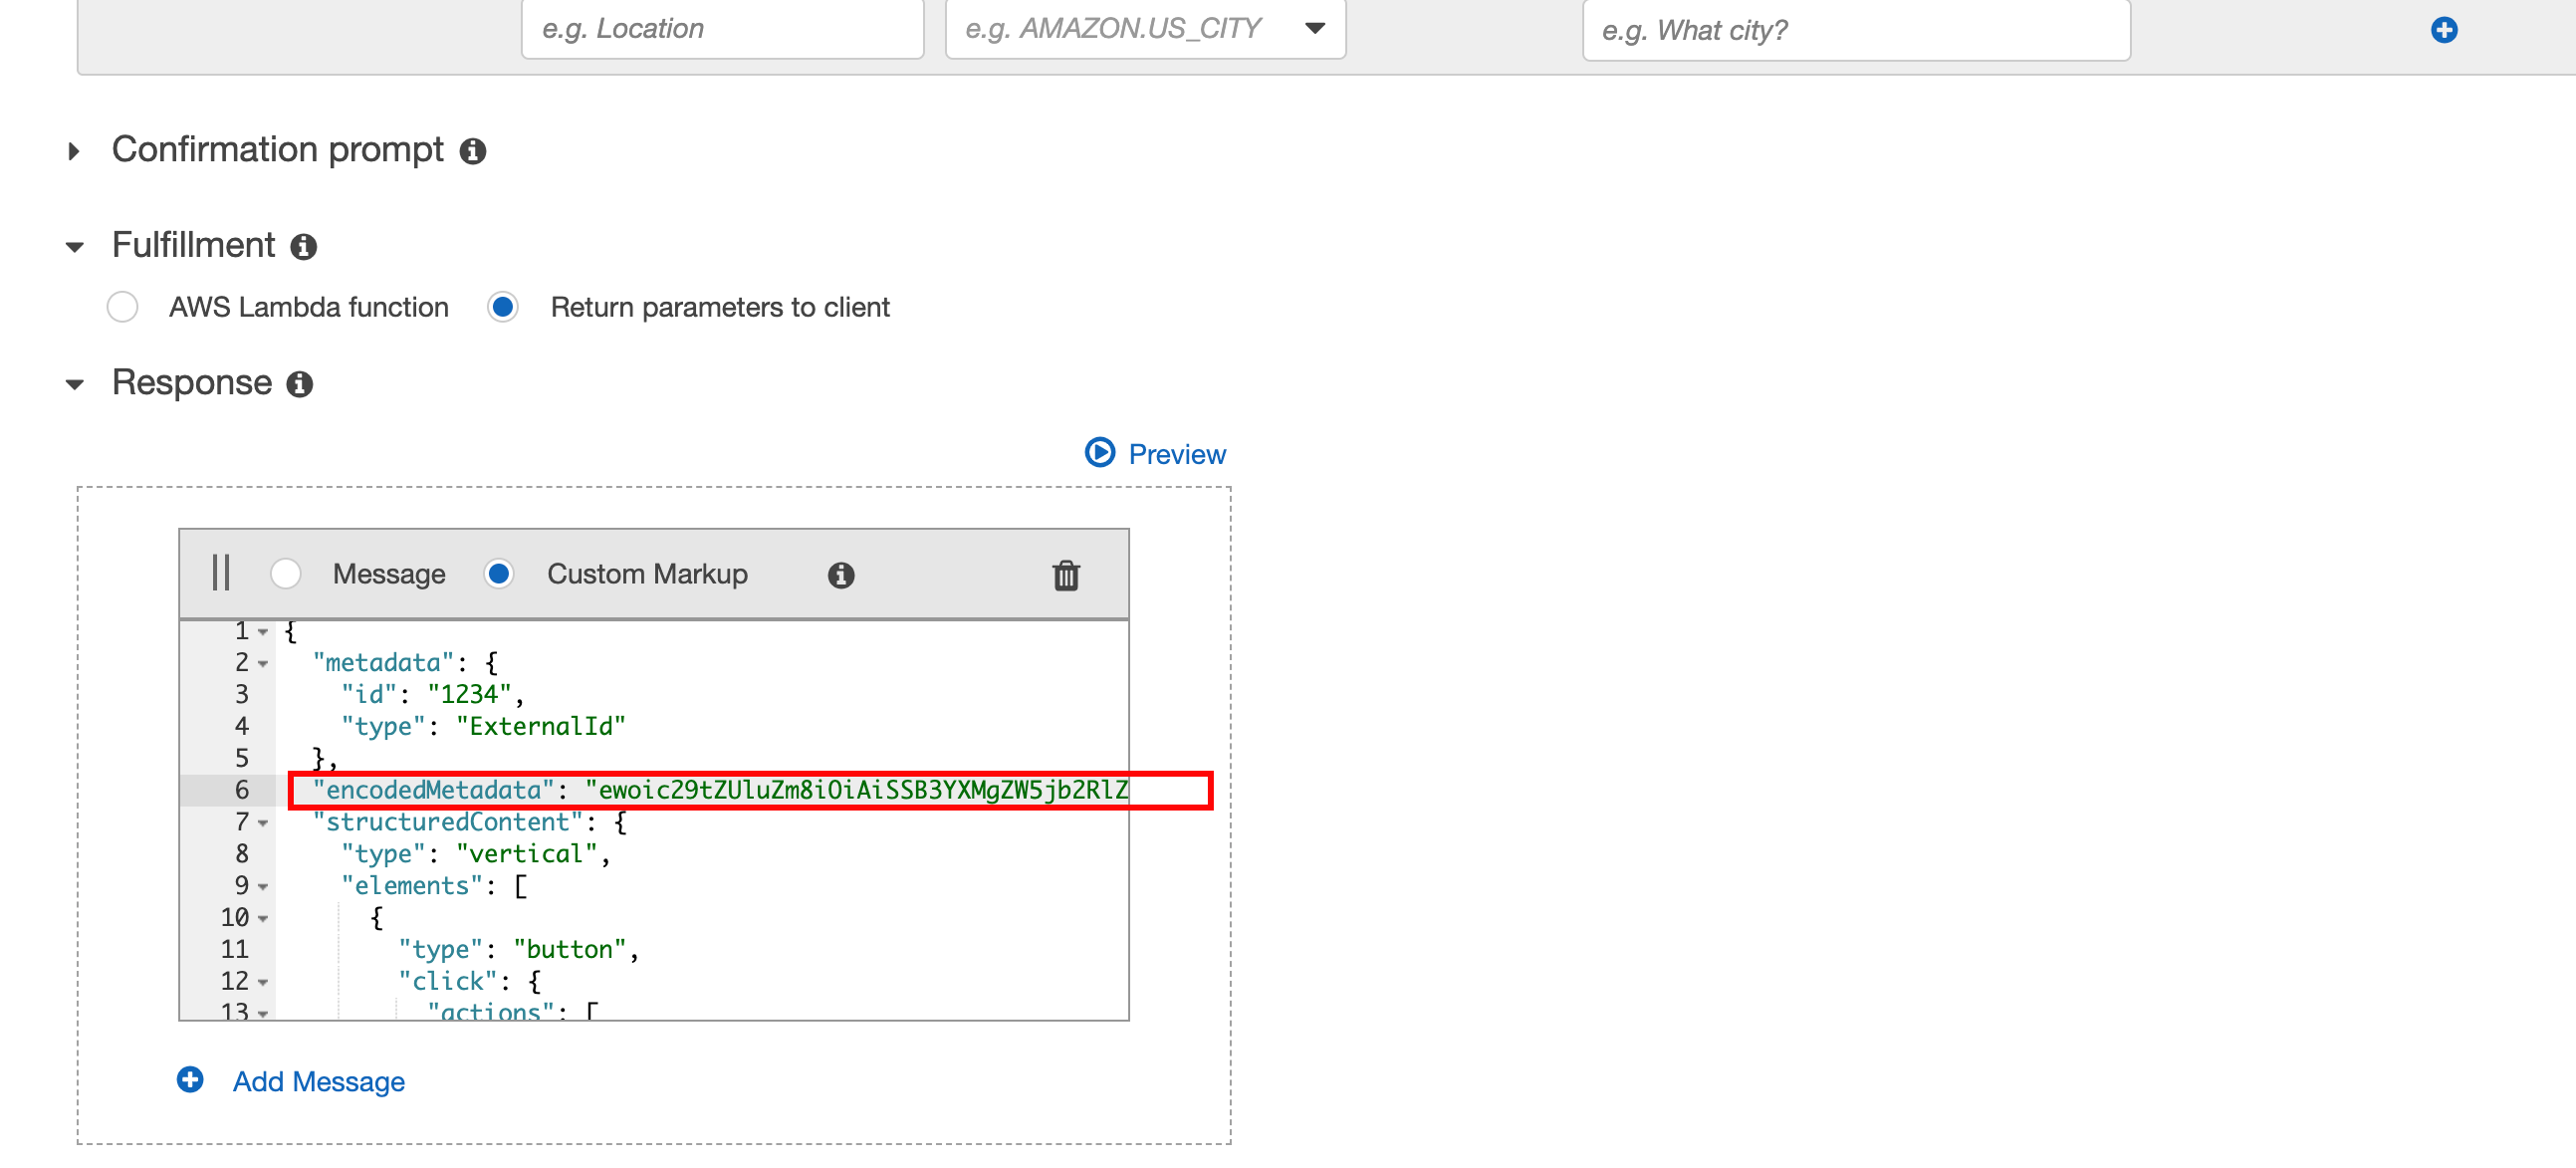 e.g. Location e.g. AMAZON.US_CITY e.g. What city?
Confirmation prompt
Fulfillment
AWS Lambda function Return parameters to client
Response
Preview
Message Custom Markup
1 {
2 "metadata": {
3 "id": "1234",
4 "type": "ExternalId"
5 },
6 "encodedMetadata": "ewoic29tZUluZm8iOiAiSSB3YXMgZW5jb2RlZ
7 "structuredContent": {
8 "type": "vertical",
9 "elements": [
10 {
11 "type": "button",
12 "click": {
13 "actions": [
Add Message